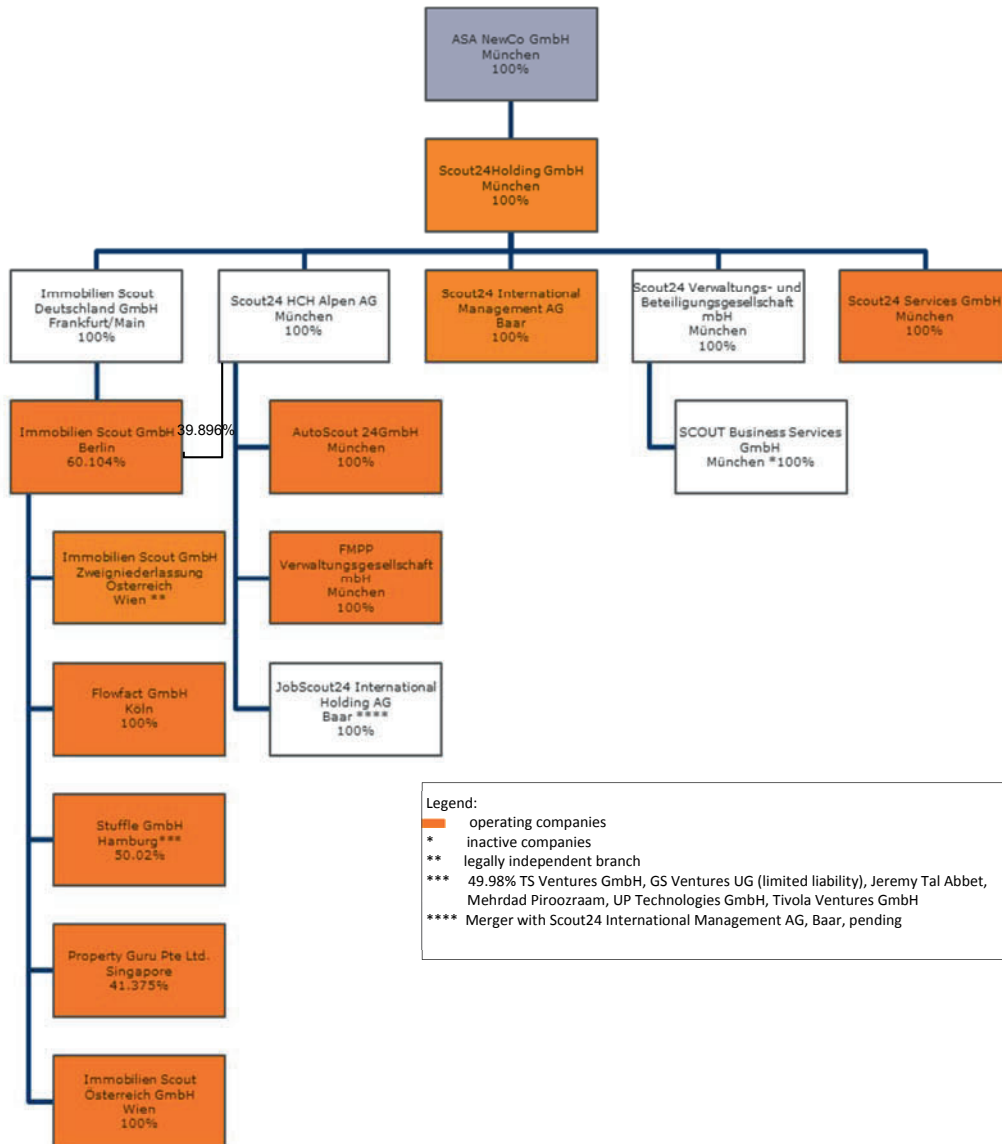 ASA NewCo GmbH
München
100%
Scout24Holding GmbH
München
100%
Immobilien Scout
Deutschland GmbH
Frankfurt/Main
100%
Scout24 HCH Alpen AG
München
100%
Scout24 International
Management AG
Baar
100%
Scout24 Verwaltungs- und
Beteiligungsgesellschaft
mbH
München
100%
Scout24 Services GmbH
München
100%
Immobilien Scout GmbH
Berlin
60.104%
39.896%
AutoScout 24GmbH
München
100%
SCOUT Business Services
GmbH
München *100%
Immobilien Scout GmbH
Zweigniederlassung
Österreich
Wien **
FMPP
Verwaltungsgesellschaft
mbH
München
100%
Flowfact GmbH
Köln
100%
JobScout24 International
Holding AG
Baar ****
100%
Stuffle GmbH
Hamburg***
50.02%
Property Guru Pte Ltd.
Singapore
41.375%
Immobilien Scout
Österreich GmbH
Wien
100%
Legend:
operating companies
* inactive companies
** legally independent branch
*** 49.98% TS Ventures GmbH, GS Ventures UG (limited liability), Jeremy Tal Abbet,
Mehrdad Piroozraam, UP Technologies GmbH, Tivola Ventures GmbH
**** Merger with Scout24 International Management AG, Baar, pending